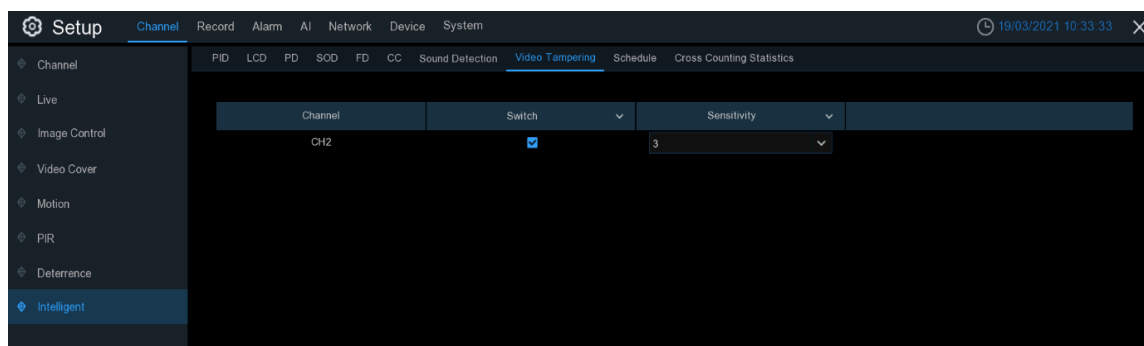 Setup Channel Record Alarm AI Network Device System 19/03/2021 10:33:33
PID LCD PD SOD FD CC Sound Detection Video Tampering Schedule Cross Counting Statistics
Channel
Live
Image Control
Video Cover
Motion
PIR
Deterrence
Intelligent
Channel Switch Sensitivity
CH2 3